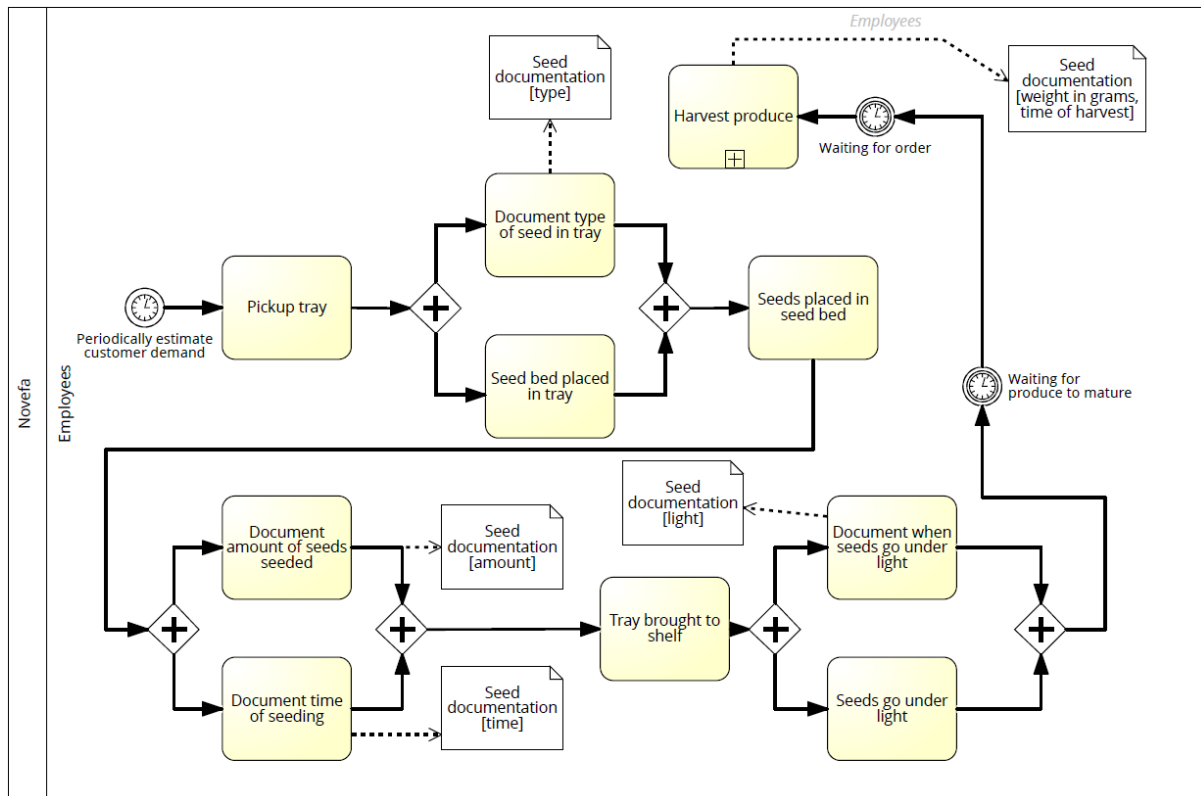 Novefa
Employees
Employees
Seed
documentation
[type]
Harvest produce
Waiting for order
Seed
documentation
[weight in grams,
time of harvest]
Document type
of seed in tray
Periodically estimate
customer demand
Pickup tray
Seed bed placed
in tray
Seeds placed in
seed bed
Waiting for
produce to mature
Document
amount of seeds
seeded
Seed
documentation
[amount]
Document time
of seeding
Seed
documentation
[time]
Tray brought to
shelf
Seed
documentation
[light]
Document when
seeds go under
light
Seeds go under
light